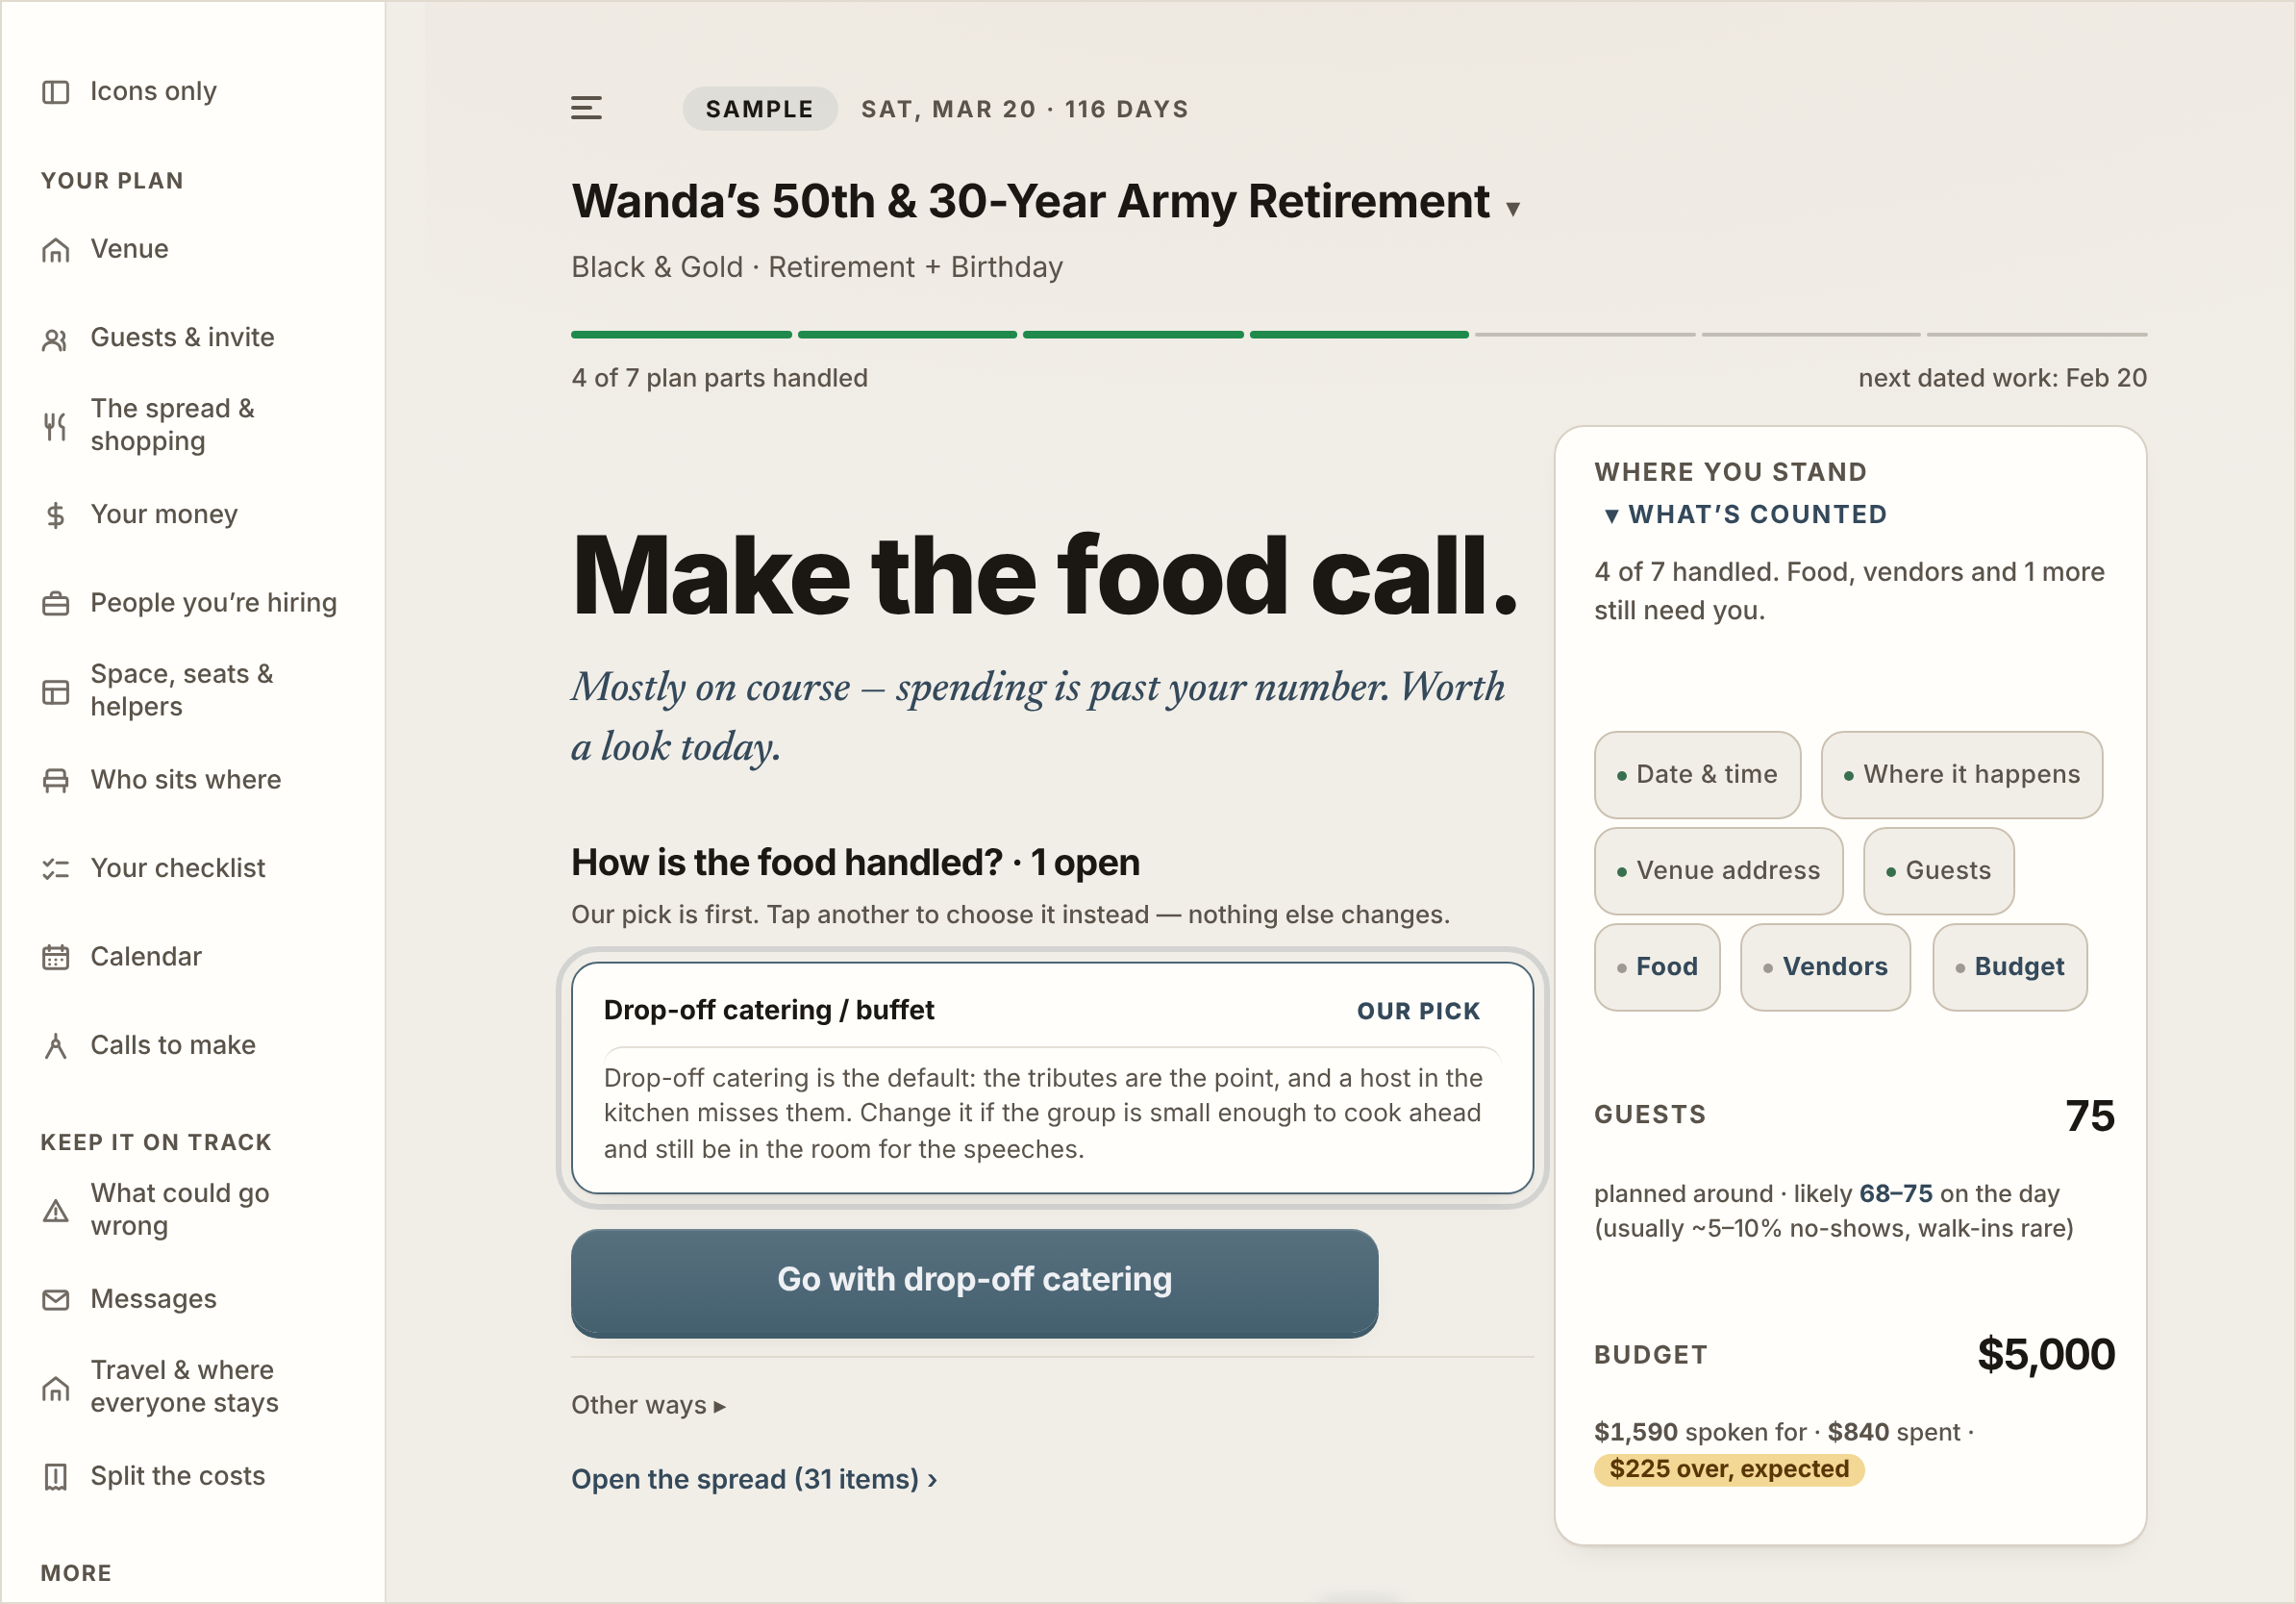 Icons only
YOUR PLAN
Venue
Guests & invite
The spread &
shopping
Your money
People you’re hiring
Space, seats &
helpers
Who sits where
Your checklist
Calendar
Calls to make
KEEP IT ON TRACK
What could go
wrong
Messages
Travel & where
everyone stays
Split the costs
MORE
SAMPLE SAT, MAR 20 · 116 DAYS
Wanda’s 50th & 30-Year Army Retirement ▾
Black & Gold · Retirement + Birthday
4 of 7 plan parts handled
next dated work: Feb 20
Make the food call.
Mostly on course – spending is past your number. Worth
a look today.
How is the food handled? · 1 open
Our pick is first. Tap another to choose it instead — nothing else changes.
Drop-off catering / buffet
OUR PICK
Drop-off catering is the default: the tributes are the point, and a host in the
kitchen misses them. Change it if the group is small enough to cook ahead
and still be in the room for the speeches.
Go with drop-off catering
Other ways ▸
Open the spread (31 items) ›
WHERE YOU STAND
▾ WHAT’S COUNTED
4 of 7 handled. Food, vendors and 1 more
still need you.
• Date & time
• Where it happens
• Venue address
• Guests
• Food
• Vendors
• Budget
GUESTS
75
planned around · likely 68–75 on the day
(usually ~5–10% no-shows, walk-ins rare)
BUDGET
$5,000
$1,590 spoken for · $840 spent ·
$225 over, expected